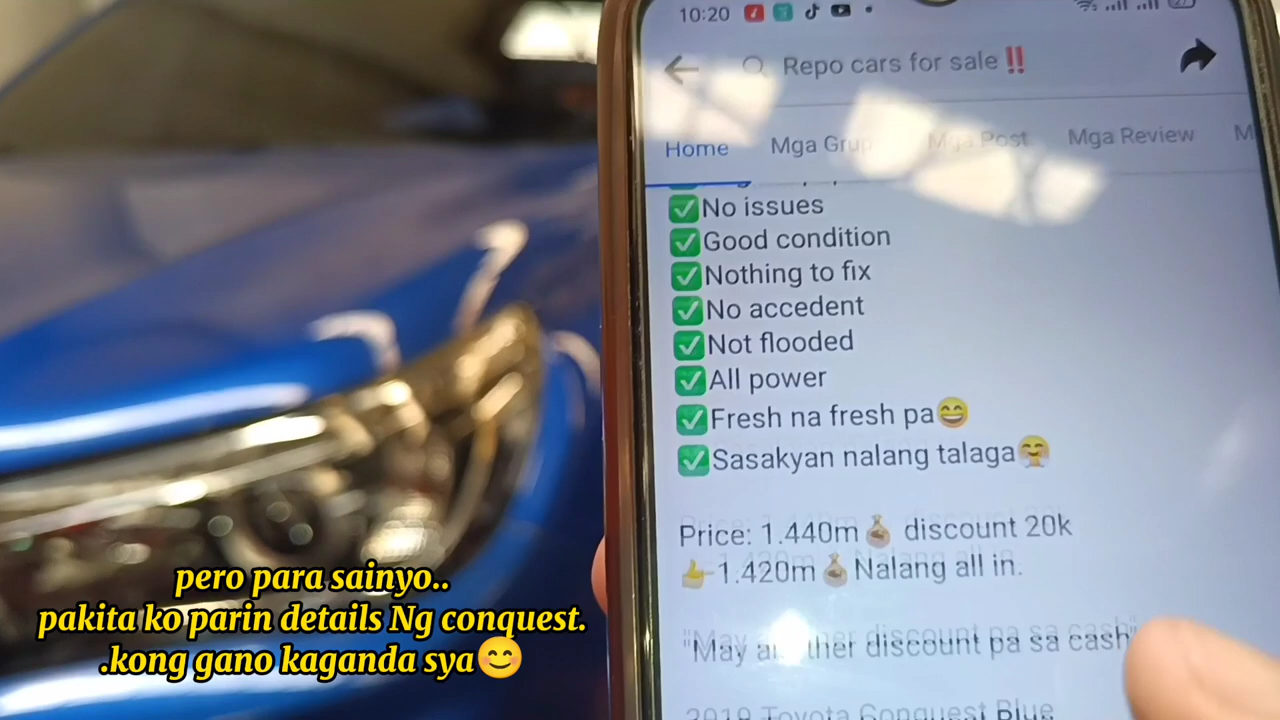 10:20
Repo cars for sale‼️
Home Mga Grup Mga Post Mga Review M
✅No issues
✅Good condition
✅Nothing to fix
✅No accedent
✅Not flooded
✅All power
✅Fresh na fresh pa😄
✅Sasakyan nalang talaga🤗
Price: 1.440m💰 discount 20k
👍1.420m💰Nalang all in.
"May discount pa sa cash"
2019 Toyota Conquest Blue
pero para sainyo..
pakita ko parin details Ng conquest.
.kong gano kaganda sya😊